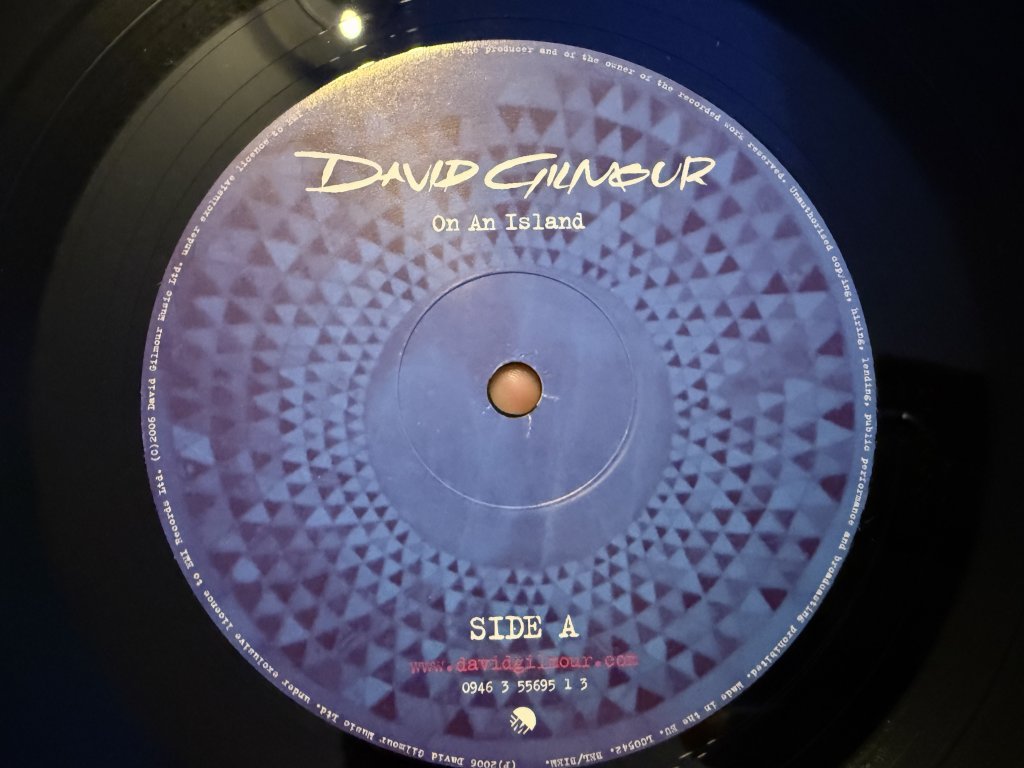 DAVID GILMOUR
On An Island
SIDE A
www.davidgilmour.com
0946 3 55695 1 3
(P)2006 David Gilmour Music Ltd. under exclusive licence to EMI Records Ltd. (C)2006 David Gilmour Music Ltd. under exclusive licence to
the producer and of the owner of the recorded work reserved. Unauthorised copying, hiring, lending, public performance and broadcasting prohibited. Made in the EU. LC0542. BEL/BIEM.